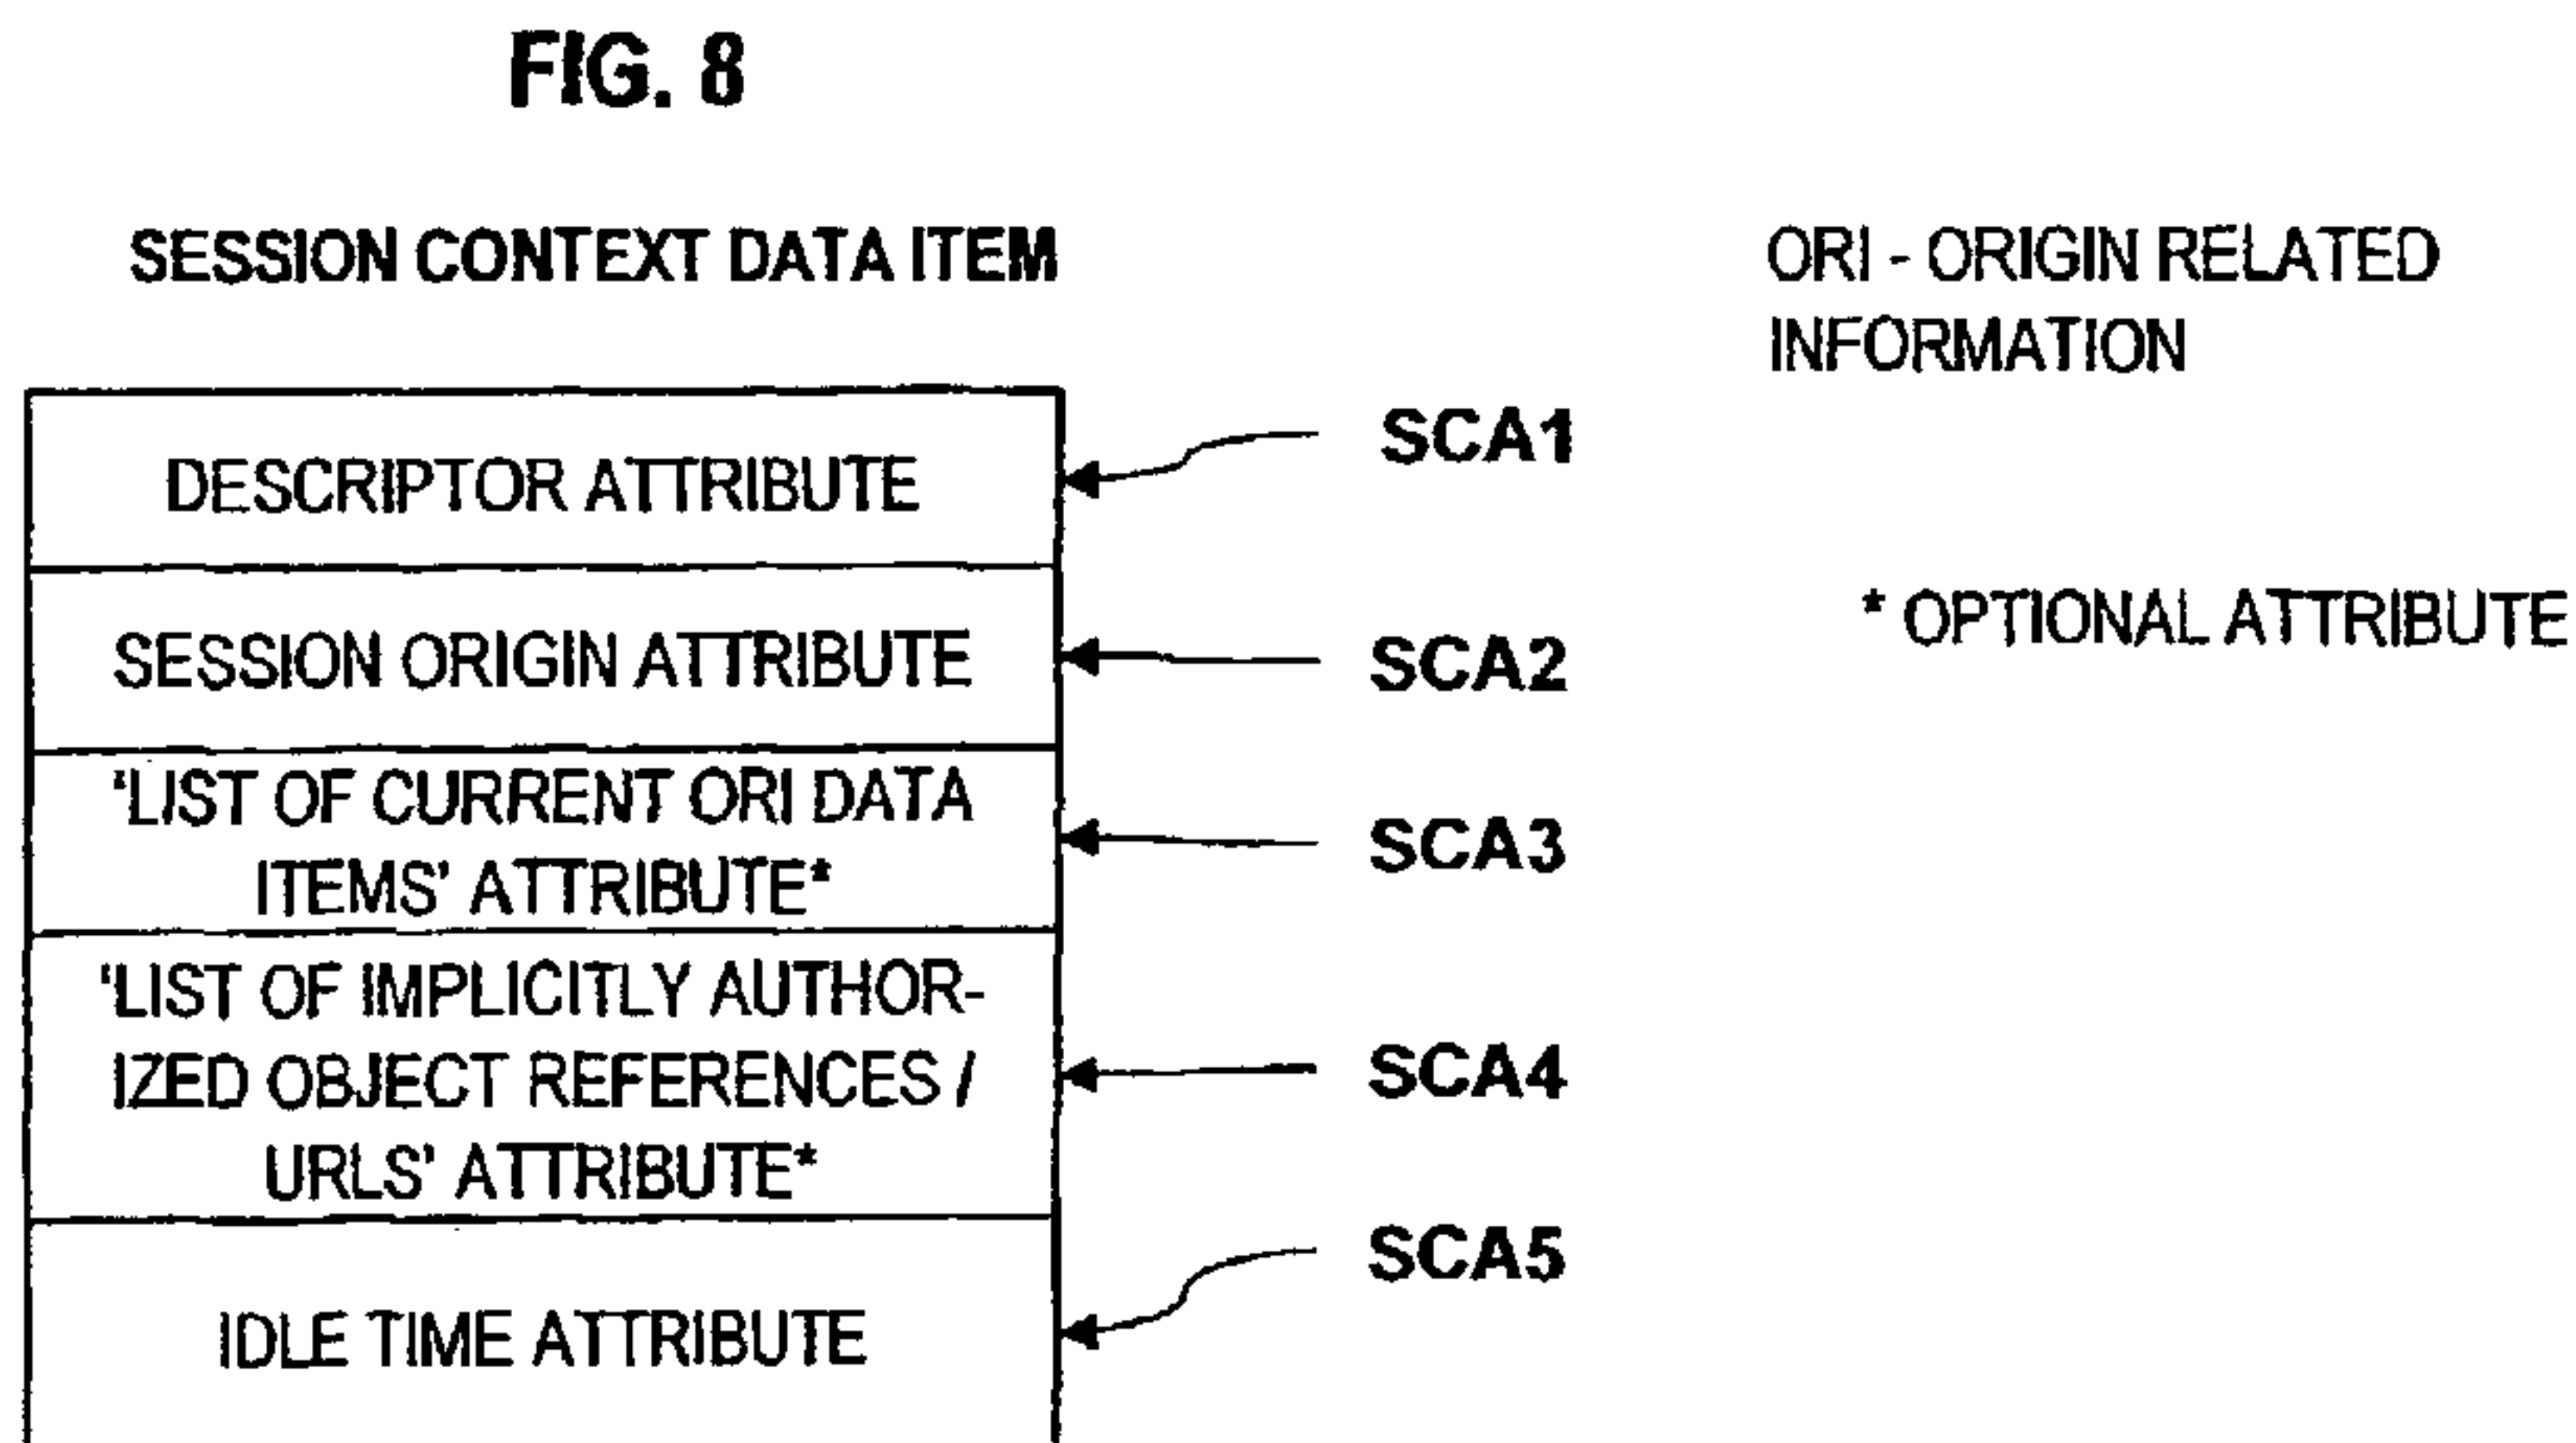 FIG. 8
SESSION CONTEXT DATA ITEM
ORI - ORIGIN RELATED
INFORMATION
DESCRIPTOR ATTRIBUTE
SCA1
SESSION ORIGIN ATTRIBUTE
SCA2
* OPTIONAL ATTRIBUTE
‘LIST OF CURRENT ORI DATA
ITEMS’ ATTRIBUTE*
SCA3
‘LIST OF IMPLICITLY AUTHOR-
IZED OBJECT REFERENCES /
URLS’ ATTRIBUTE*
SCA4
IDLE TIME ATTRIBUTE
SCA5